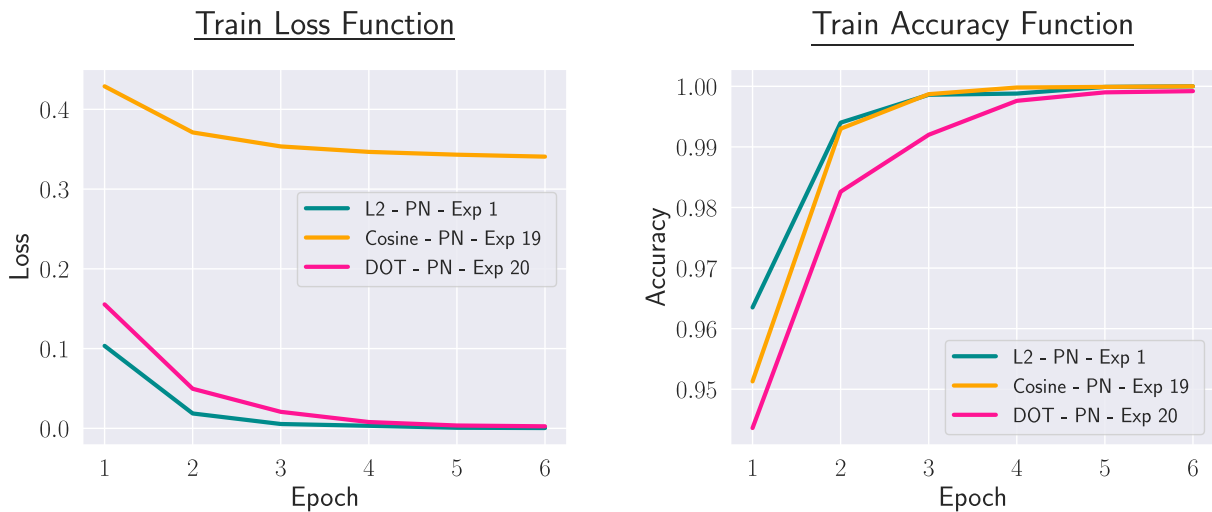 Train Loss Function
0.4
0.3
0.2
0.1
0.0
Loss
L2 - PN - Exp 1
Cosine - PN - Exp 19
DOT - PN - Exp 20
1 2 3 4 5 6
Epoch
Train Accuracy Function
1.00
0.99
0.98
0.97
0.96
0.95
Accuracy
L2 - PN - Exp 1
Cosine - PN - Exp 19
DOT - PN - Exp 20
1 2 3 4 5 6
Epoch